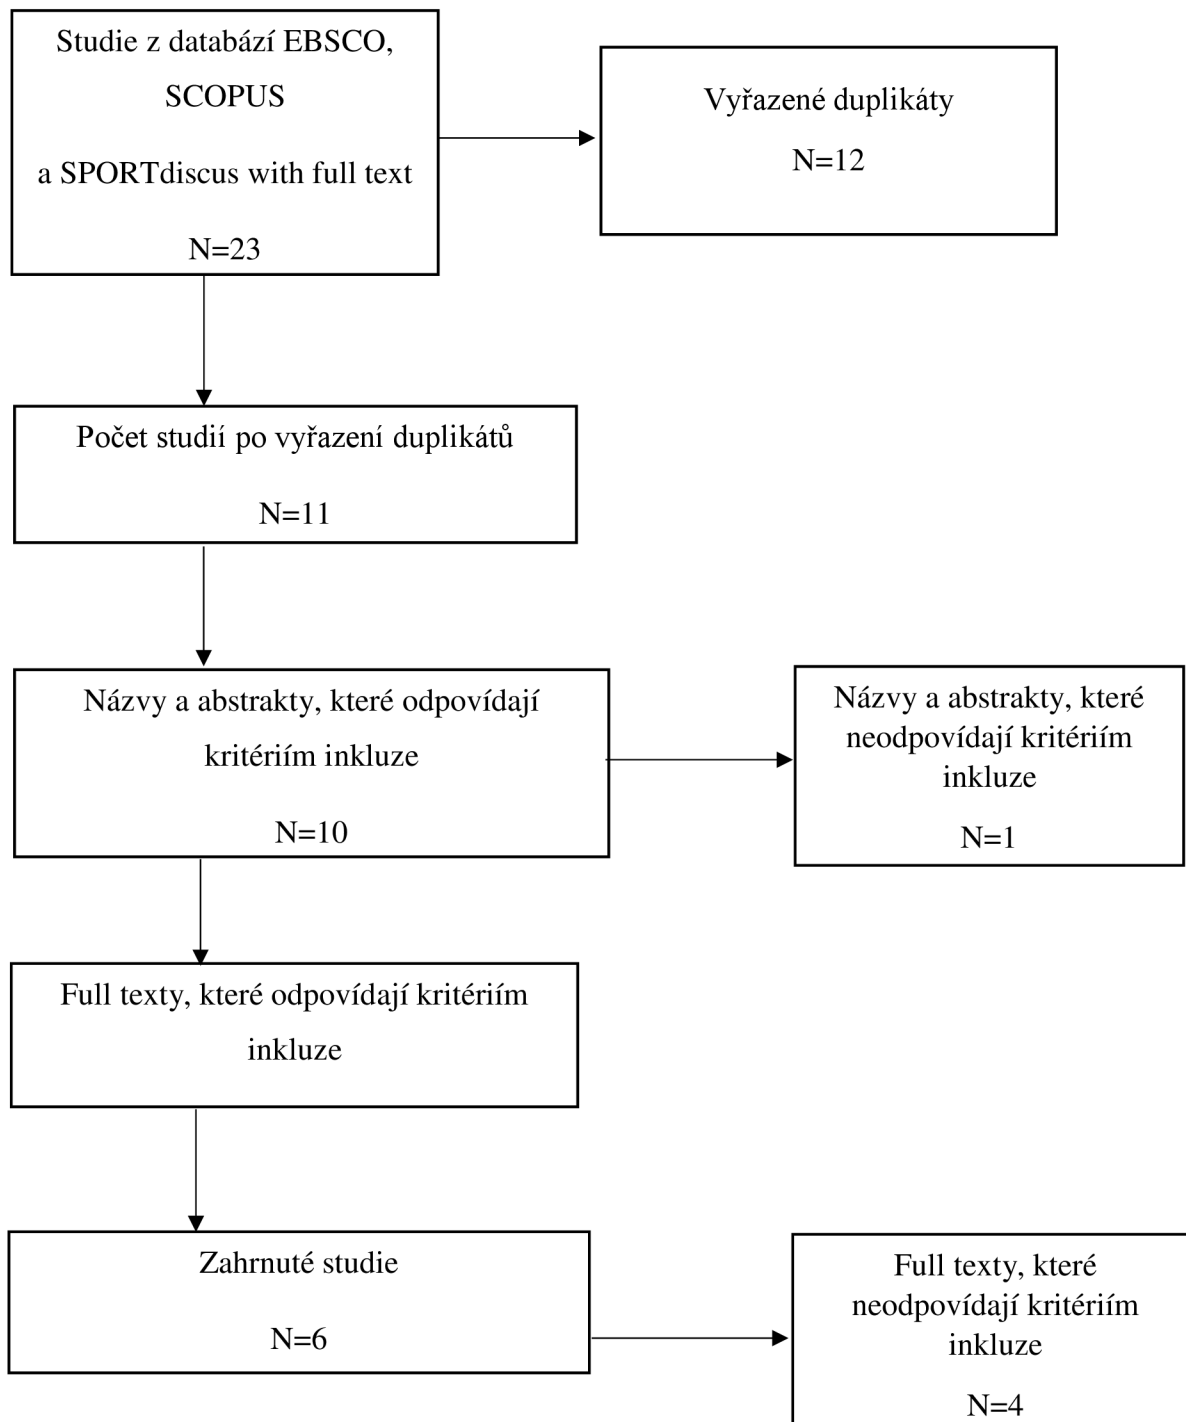 Studie z databází EBSCO,
SCOPUS
a SPORTdiscus with full text
N=23
Vyřazené duplikáty
N=12
Počet studií po vyřazení duplikátů
N=11
Názvy a abstrakty, které odpovídají
kritériím inkluze
N=10
Názvy a abstrakty, které
neodpovídají kritériím
inkluze
N=1
Full texty, které odpovídají kritériím
inkluze
Zahrnuté studie
N=6
Full texty, které
neodpovídají kritériím
inkluze
N=4